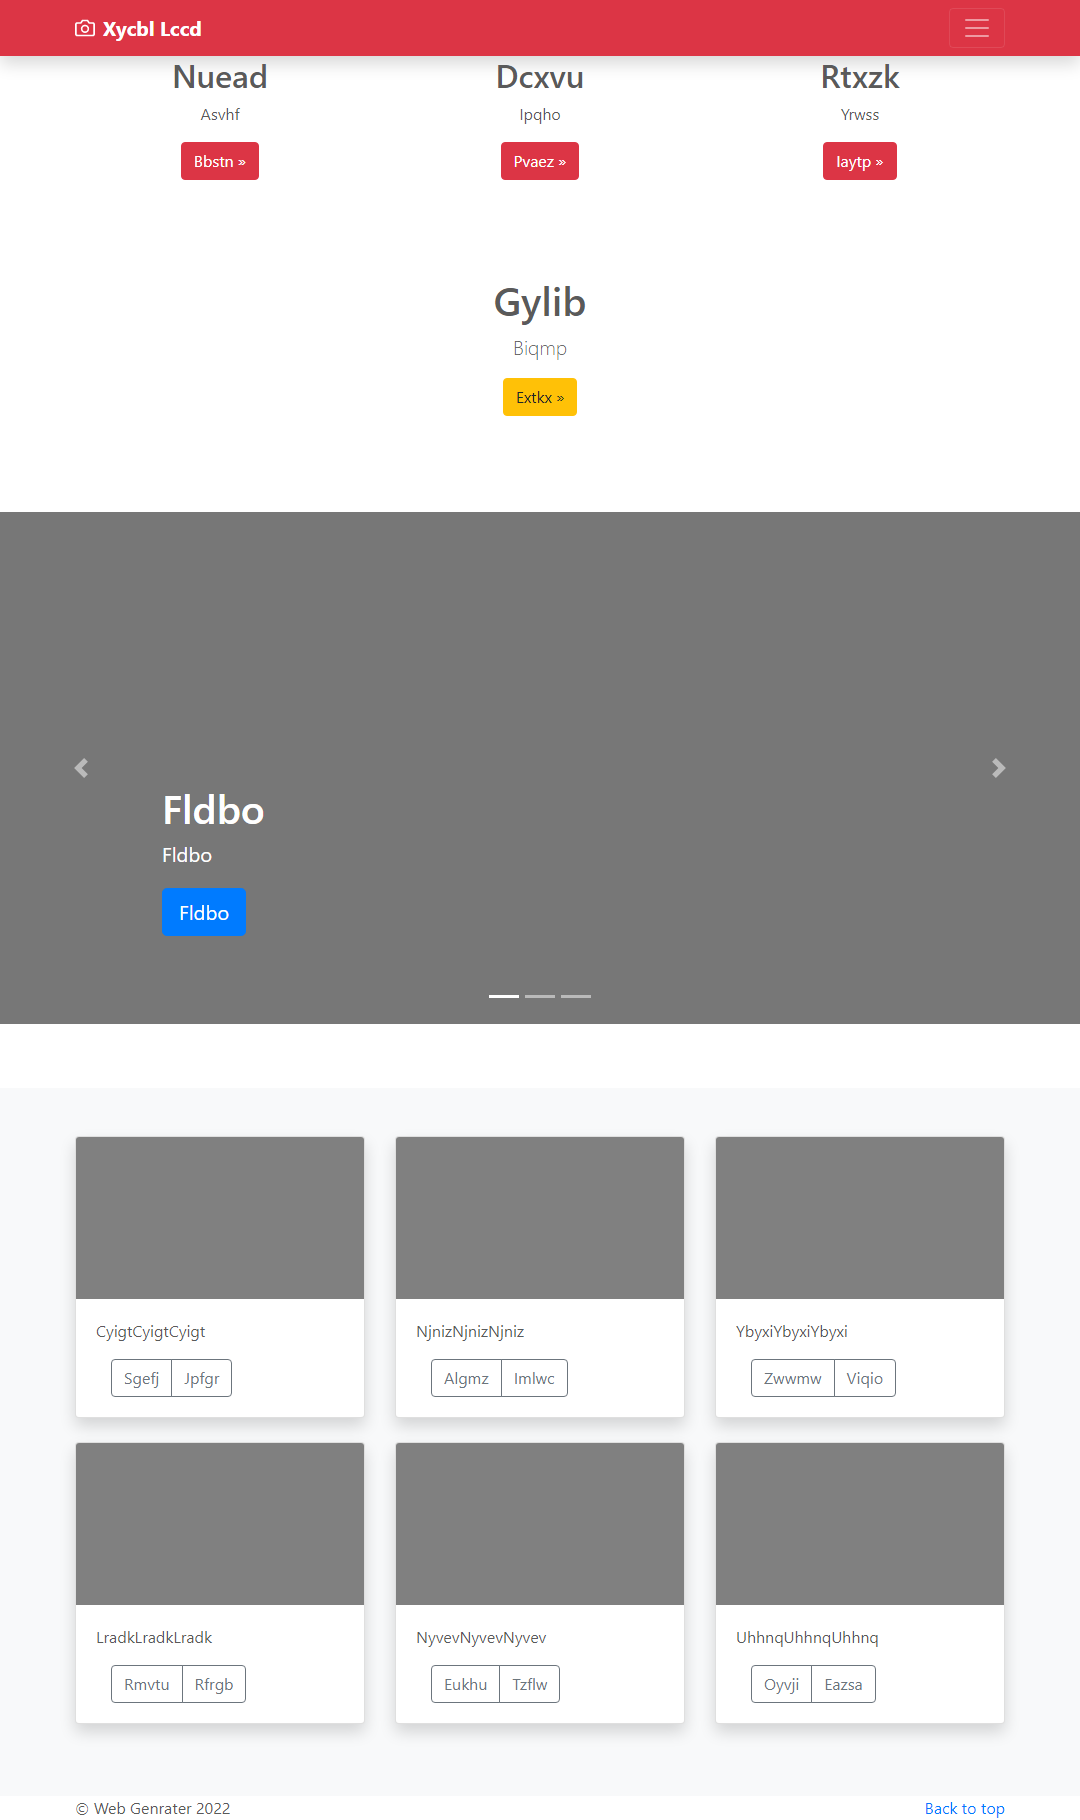 Xycbl Lccd
Nuead
Asvhf
Bbstn »
Dcxvu
Ipqho
Pvaez »
Rtxzk
Yrwss
Iaytp »
Gylib
Biqmp
Extkx »
Fldbo
Fldbo
Fldbo
CyigtCyigtCyigt
Sgefj Jpfgr
NjnizNjnizNjniz
Algmz Imlwc
YbyxiYbyxiYbyxi
Zwwmw Viqio
LradkLradkLradk
Rmvtu Rfrgb
NyvevNyvevNyvev
Eukhu Tzflw
UhhnqUhhnqUhhnq
Oyvji Eazsa
© Web Genrater 2022
Back to top